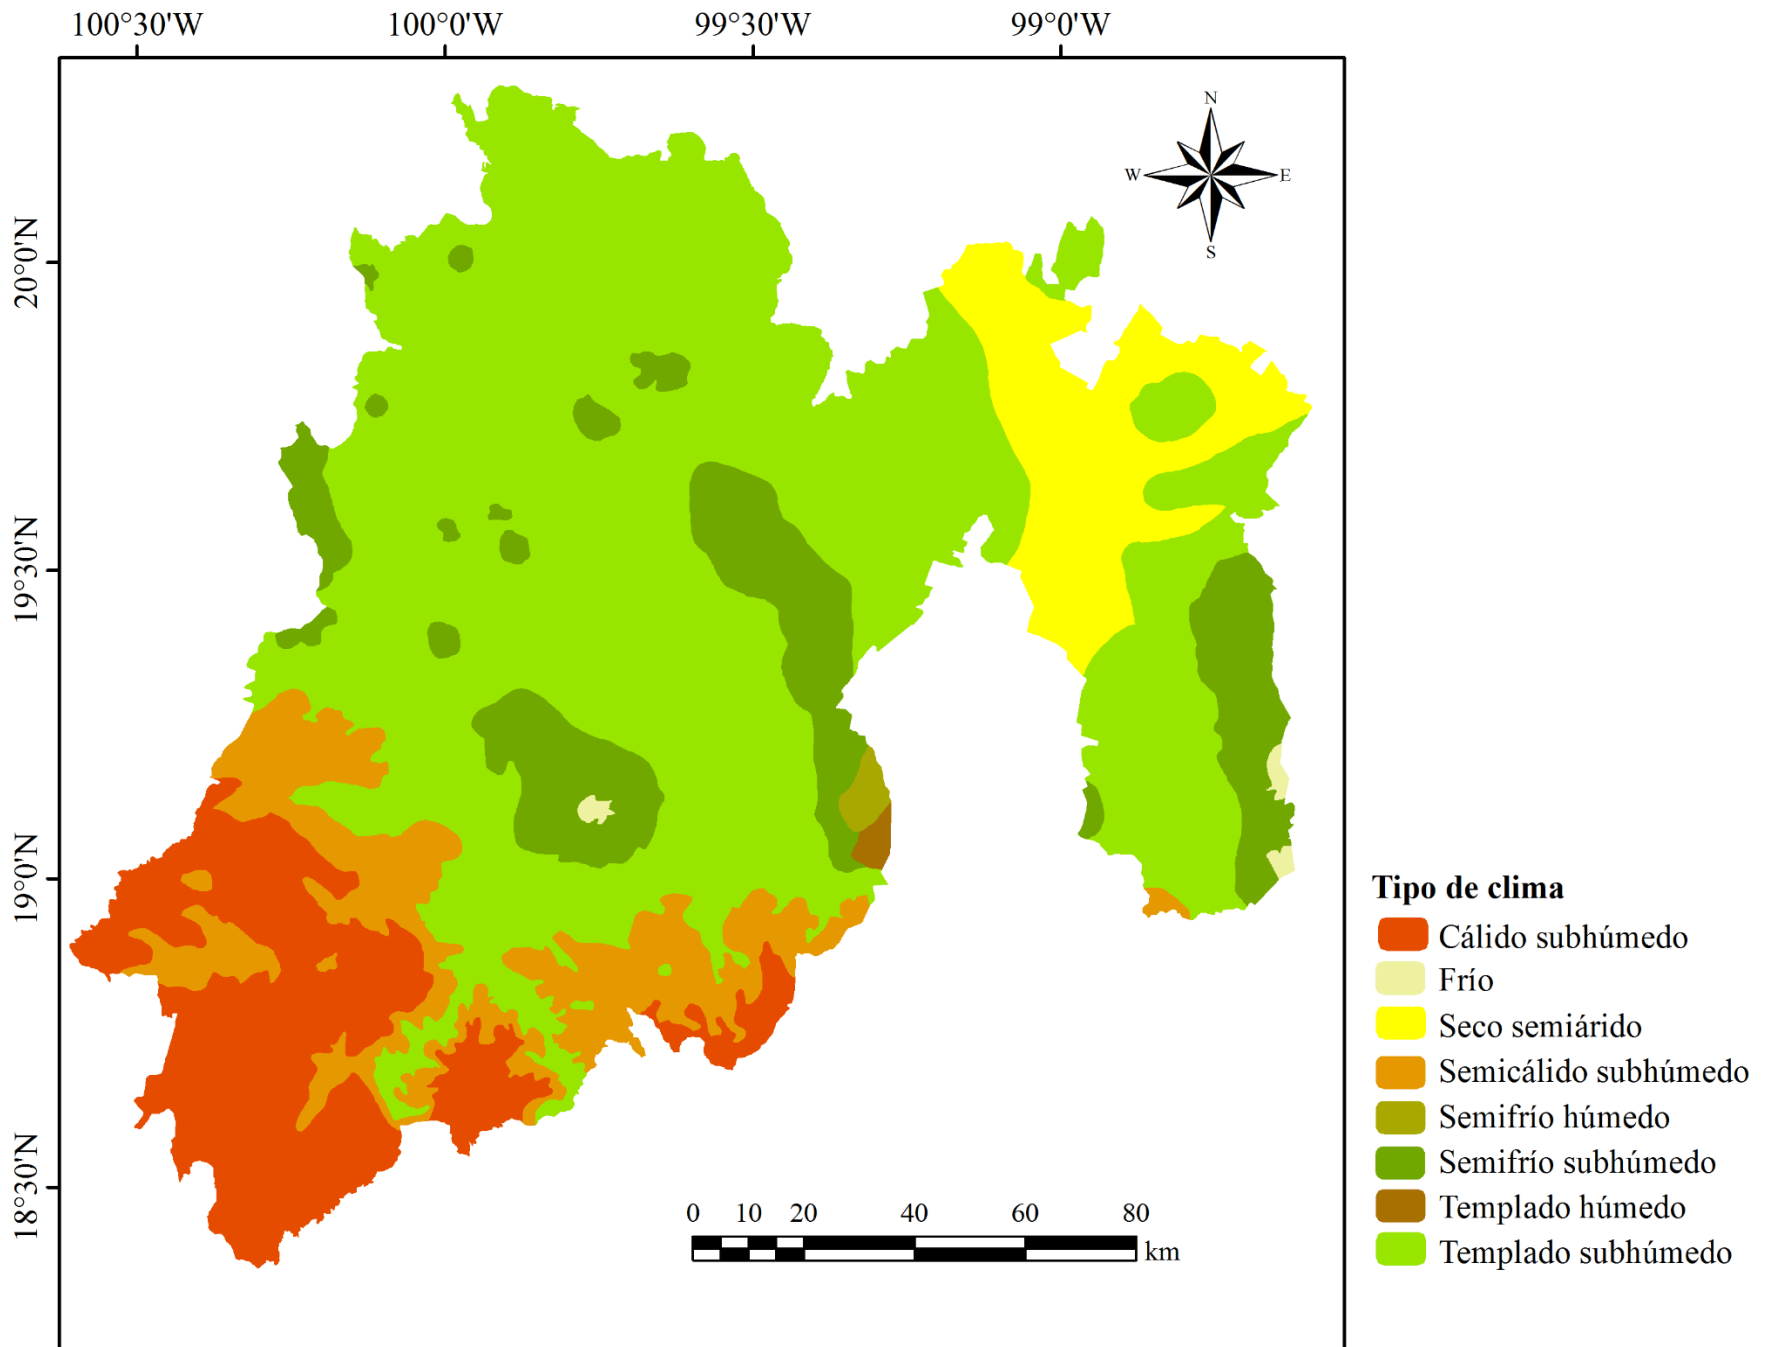 100°30'W 100°0'W 99°30'W 99°0'W
N
W E
S
20°0'N
19°30'N
19°0'N
18°30'N
Tipo de clima
Cálido subhúmedo
Frío
Seco semiárido
Semicálido subhúmedo
Semifrío húmedo
Semifrío subhúmedo
Templado húmedo
Templado subhúmedo
0 10 20 40 60 80
km